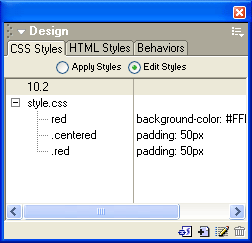 Design
CSS Styles HTML Styles Behaviors
Apply Styles Edit Styles
10.2
style.css
red background-color: #FFI
.centered padding: 50px
.red padding: 50px